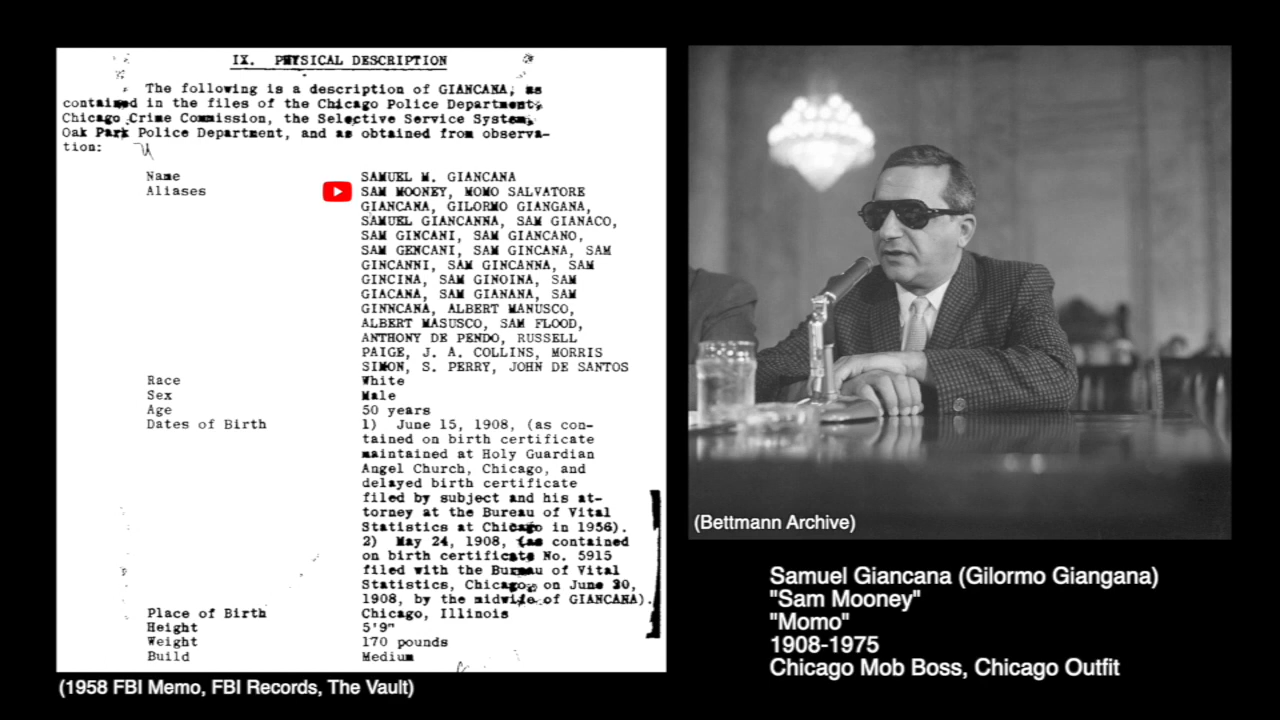 IX. PHYSICAL DESCRIPTION
The following is a description of GIANCANA, as
contained in the files of the Chicago Police Department,
Chicago Crime Commission, the Selective Service System,
Oak Park Police Department, and as obtained from observa-
tion:
Name SAMUEL M. GIANCANA
Aliases SAM MOONEY, MOMO SALVATORE
GIANCANA, GILORMO GIANGANA,
SAMUEL GIANCANNA, SAM GIANACO,
SAM GINCANI, SAM GIANCANO,
SAM GENCANI, SAM GINCANA, SAM
GINCANNI, SAM GINCANNA, SAM
GINCINA, SAM GINOINA, SAM
GIACANA, SAM GIANANA, SAM
GINNCANA, ALBERT MANUSCO,
ALBERT MASUSCO, SAM FLOOD,
ANTHONY DE PENDO, RUSSELL
PAIGE, J. A. COLLINS, MORRIS
SIMON, S. PERRY, JOHN DE SANTOS
Race White
Sex Male
Age 50 years
Dates of Birth 1) June 15, 1908, (as con-
tained on birth certificate
maintained at Holy Guardian
Angel Church, Chicago, and
delayed birth certificate
filed by subject and his at-
torney at the Bureau of Vital
Statistics at Chicago in 1956).
2) May 24, 1908, (as contained
on birth certificate No. 5915
filed with the Bureau of Vital
Statistics, Chicago, on June 30,
1908, by the midwife of GIANCANA).
Place of Birth Chicago, Illinois
Height 5'9"
Weight 170 pounds
Build Medium
(1958 FBI Memo, FBI Records, The Vault)
(Bettmann Archive)
Samuel Giancana (Gilormo Giangana)
"Sam Mooney"
"Momo"
1908-1975
Chicago Mob Boss, Chicago Outfit